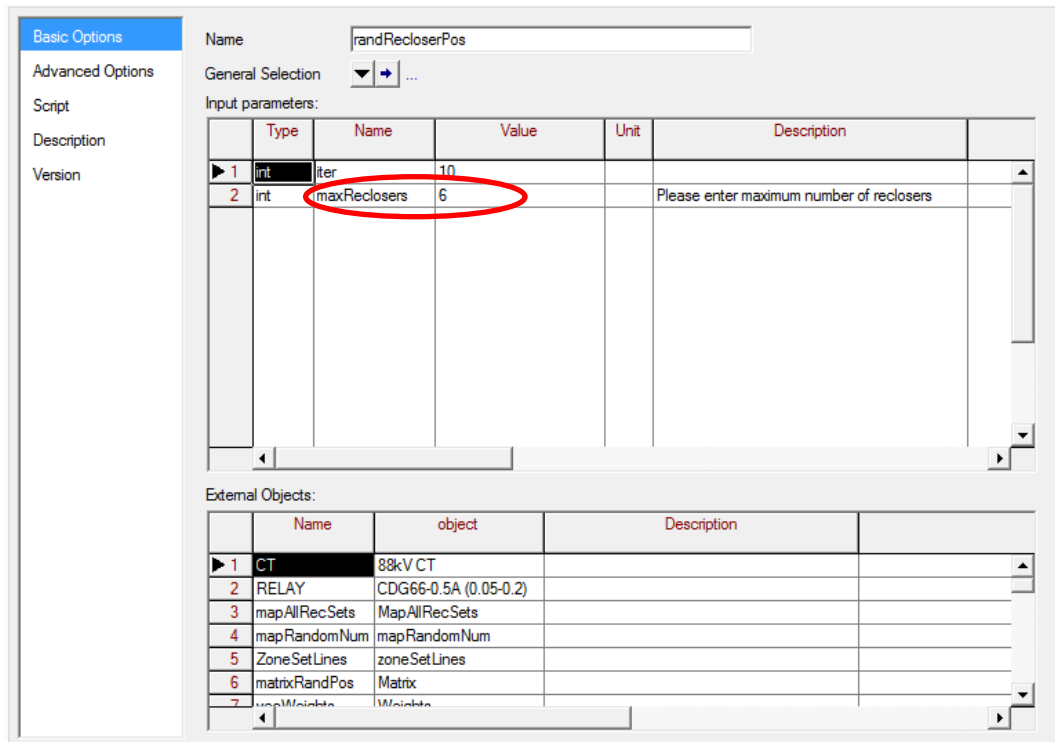 Basic Options
Advanced Options
Script
Description
Version
Name randRecloserPos
General Selection ...
Input parameters:
Type Name Value Unit Description
1 int iter 10
2 int maxReclosers 6 Please enter maximum number of reclosers
External Objects:
Name object Description
1 CT 88kV CT
2 RELAY CDG66-0.5A (0.05-0.2)
3 mapAllRecSets MapAllRecSets
4 mapRandomNum mapRandomNum
5 ZoneSetLines zoneSetLines
6 matrixRandPos Matrix
7 Weights